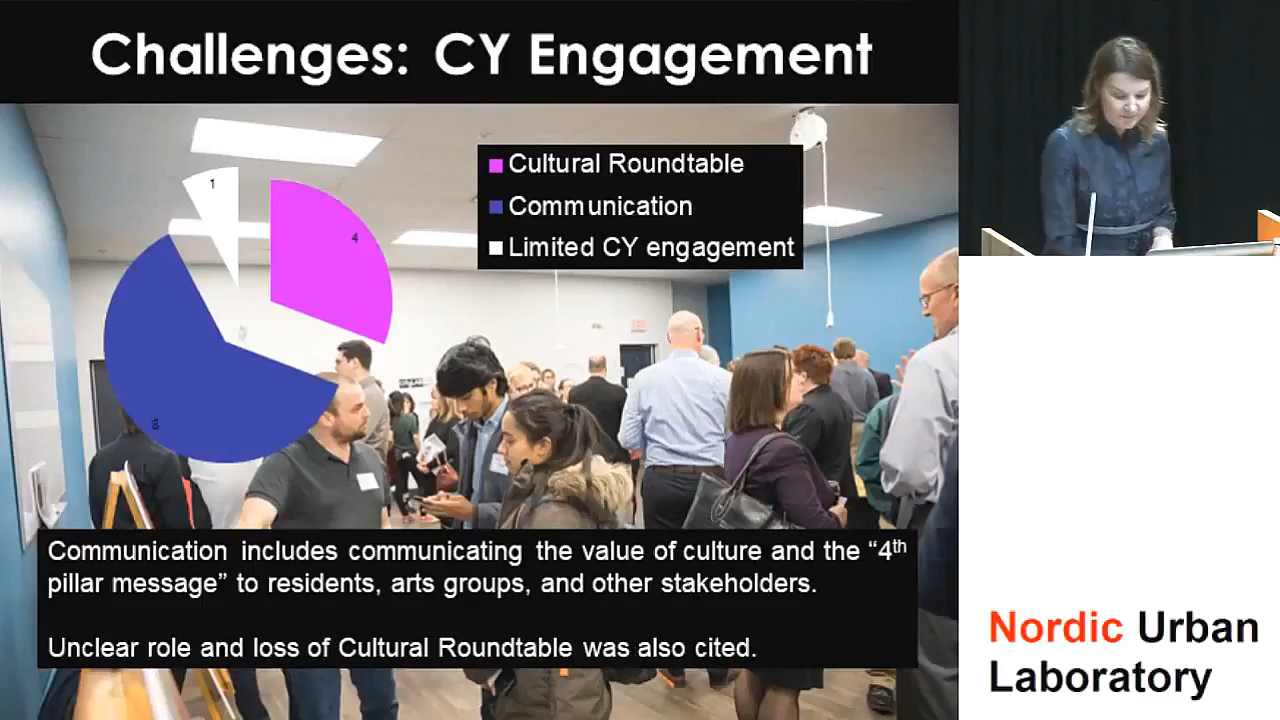 Challenges: CY Engagement
Cultural Roundtable
Communication
Limited CY engagement
1
4
8
Communication includes communicating the value of culture and the “4th
pillar message” to residents, arts groups, and other stakeholders.
Unclear role and loss of Cultural Roundtable was also cited.
Nordic Urban
Laboratory